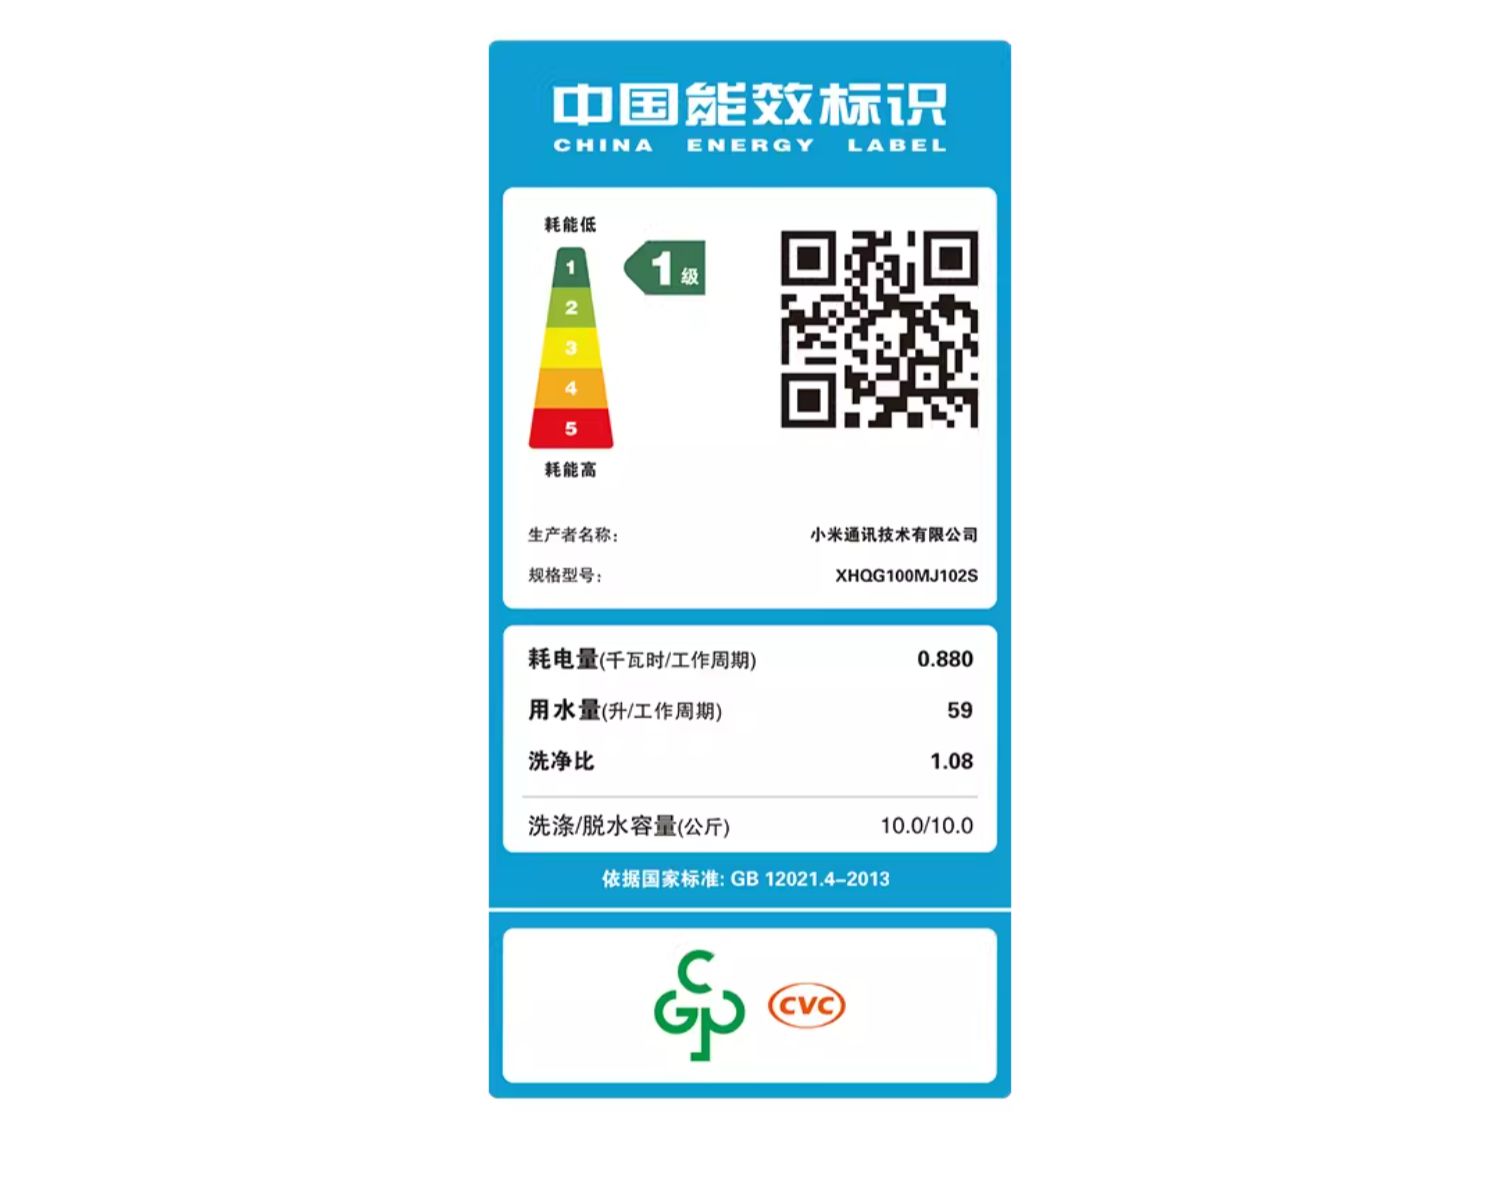 中国能效标识
CHINA ENERGY LABEL
耗能低
1
1级
2
3
4
5
耗能高
生产者名称: 小米通讯技术有限公司
规格型号: XHQG100MJ102S
耗电量(千瓦时/工作周期) 0.880
用水量(升/工作周期) 59
洗净比 1.08
洗涤/脱水容量(公斤) 10.0/10.0
依据国家标准: GB 12021.4-2013
CGP
CVC